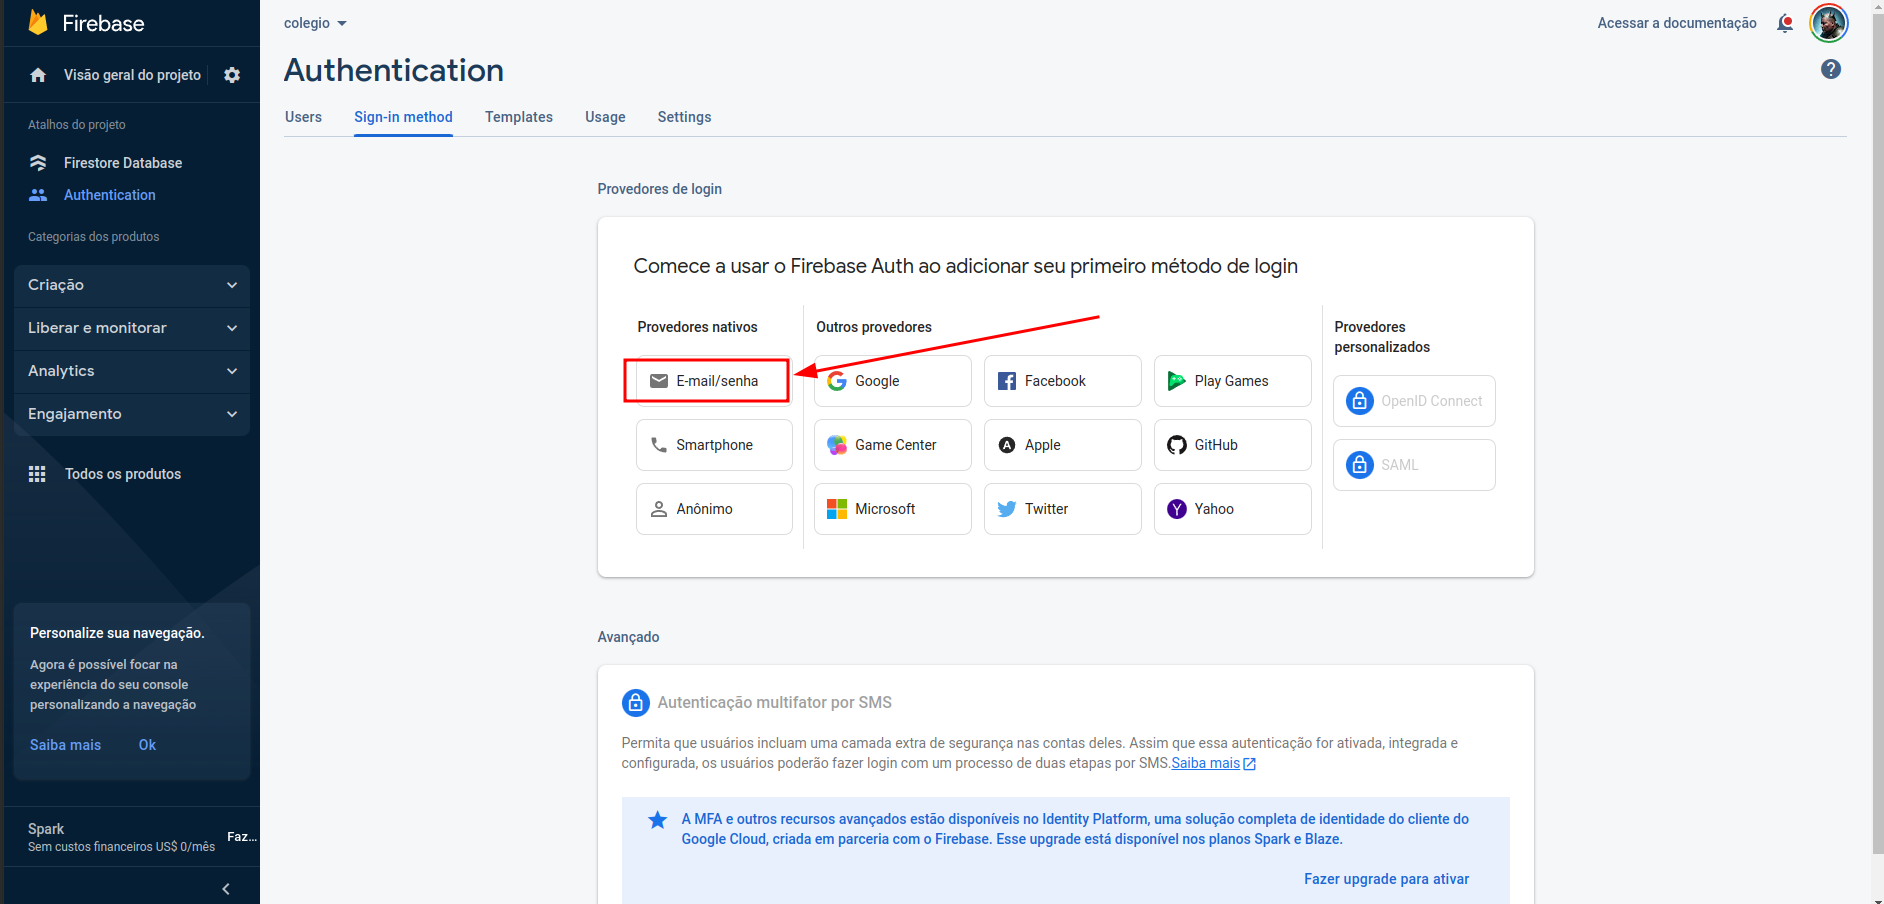 Firebase
Visão geral do projeto
Atalhos do projeto
Firestore Database
Authentication
Categorias dos produtos
Criação
Liberar e monitorar
Analytics
Engajamento
Todos os produtos
Personalize sua navegação.
Agora é possível focar na
experiência do seu console
personalizando a navegação
Saiba mais Ok
Spark
Sem custos financeiros US$ 0/mês
Faz...
colegio
Acessar a documentação
Authentication
Users Sign-in method Templates Usage Settings
Provedores de login
Comece a usar o Firebase Auth ao adicionar seu primeiro método de login
Provedores nativos
E-mail/senha
Smartphone
Anônimo
Outros provedores
Google Facebook Play Games
Game Center Apple GitHub
Microsoft Twitter Yahoo
Provedores
personalizados
OpenID Connect
SAML
Avançado
Autenticação multifator por SMS
Permita que usuários incluam uma camada extra de segurança nas contas deles. Assim que essa autenticação for ativada, integrada e
configurada, os usuários poderão fazer login com um processo de duas etapas por SMS.Saiba mais
A MFA e outros recursos avançados estão disponíveis no Identity Platform, uma solução completa de identidade do cliente do
Google Cloud, criada em parceria com o Firebase. Esse upgrade está disponível nos planos Spark e Blaze.
Fazer upgrade para ativar